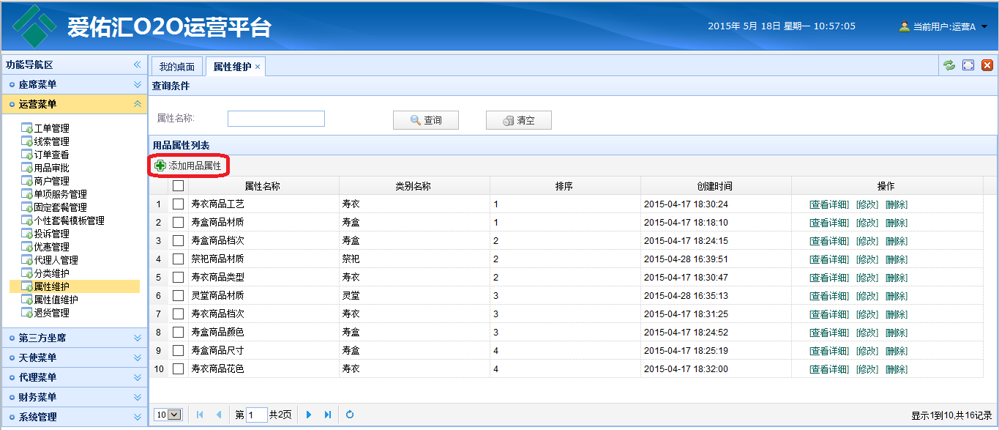 爱佑汇O2O运营平台
2015年 5月 18日 星期一 10:57:05
当前用户:运营A
功能导航区
座席菜单
运营菜单
工单管理
线索管理
订单查看
用品审批
商户管理
单项服务管理
固定套餐管理
个性套餐模板管理
投诉管理
优惠管理
代理人管理
分类维护
属性维护
属性值维护
退货管理
第三方坐席
天使菜单
代理菜单
财务菜单
系统管理
我的桌面 属性维护 ×
查询条件
属性名称: 查询 清空
用品属性列表
添加用品属性
属性名称 类别名称 排序 创建时间 操作
1 寿衣商品工艺 寿衣 1 2015-04-17 18:30:24 [查看详细] [修改] [删除]
2 寿盒商品材质 寿盒 1 2015-04-17 18:18:10 [查看详细] [修改] [删除]
3 寿盒商品档次 寿盒 2 2015-04-17 18:24:15 [查看详细] [修改] [删除]
4 祭祀商品材质 祭祀 2 2015-04-28 16:39:51 [查看详细] [修改] [删除]
5 寿衣商品类型 寿衣 2 2015-04-17 18:30:47 [查看详细] [修改] [删除]
6 灵堂商品材质 灵堂 3 2015-04-28 16:35:13 [查看详细] [修改] [删除]
7 寿衣商品档次 寿衣 3 2015-04-17 18:31:25 [查看详细] [修改] [删除]
8 寿盒商品颜色 寿盒 3 2015-04-17 18:24:52 [查看详细] [修改] [删除]
9 寿盒商品尺寸 寿盒 4 2015-04-17 18:25:19 [查看详细] [修改] [删除]
10 寿衣商品花色 寿衣 4 2015-04-17 18:32:00 [查看详细] [修改] [删除]
10 第 1 共2页 显示1到10,共16记录